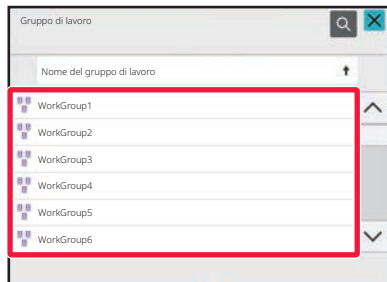 Gruppo di lavoro
Nome del gruppo di lavoro
WorkGroup1
WorkGroup2
WorkGroup3
WorkGroup4
WorkGroup5
WorkGroup6